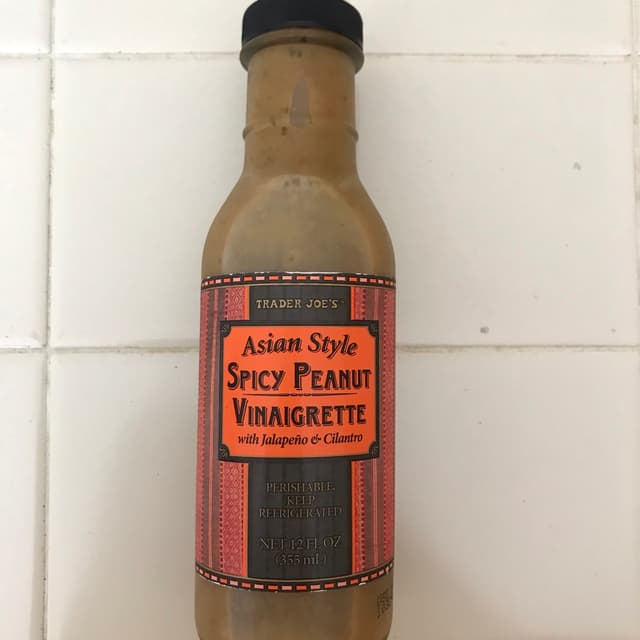 TRADER JOE'S
Asian Style
SPICY PEANUT
VINAIGRETTE
with Jalapeño & Cilantro
PERISHABLE.
KEEP
REFRIGERATED
NET 12 FL OZ
(355 ml)